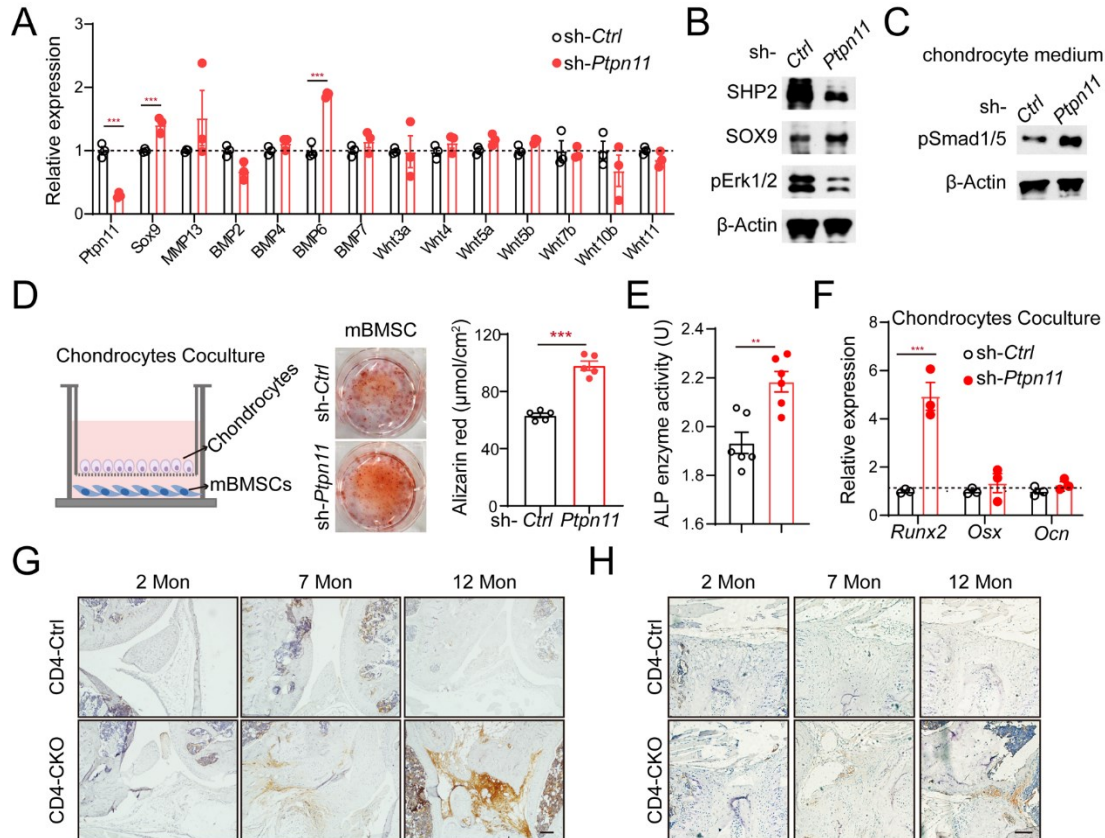 A
Relative expression
3
2
1
0
***
***
***
sh-Ctrl
sh-Ptpn11
Ptpn11
Sox9
MMP13
BMP2
BMP4
BMP6
BMP7
Wnt3a
Wnt4
Wnt5a
Wnt5b
Wnt7b
Wnt10b
Wnt11
B
sh-
Ctrl
Ptpn11
SHP2
SOX9
pErk1/2
β-Actin
C
chondrocyte medium
sh-
Ctrl
Ptpn11
pSmad1/5
β-Actin
D
Chondrocytes Coculture
Chondrocytes
mBMSCs
mBMSC
sh-Ctrl
sh-Ptpn11
Alizarin red (μmol/cm²)
120
90
60
30
0
***
sh- Ctrl Ptpn11
E
ALP enzyme activity (U)
2.4
2.2
2.0
1.8
1.6
**
F
Chondrocytes Coculture
Relative expression
8
6
4
2
0
***
sh-Ctrl
sh-Ptpn11
Runx2
Osx
Ocn
G
2 Mon
7 Mon
12 Mon
CD4-Ctrl
CD4-CKO
H
2 Mon
7 Mon
12 Mon
CD4-Ctrl
CD4-CKO